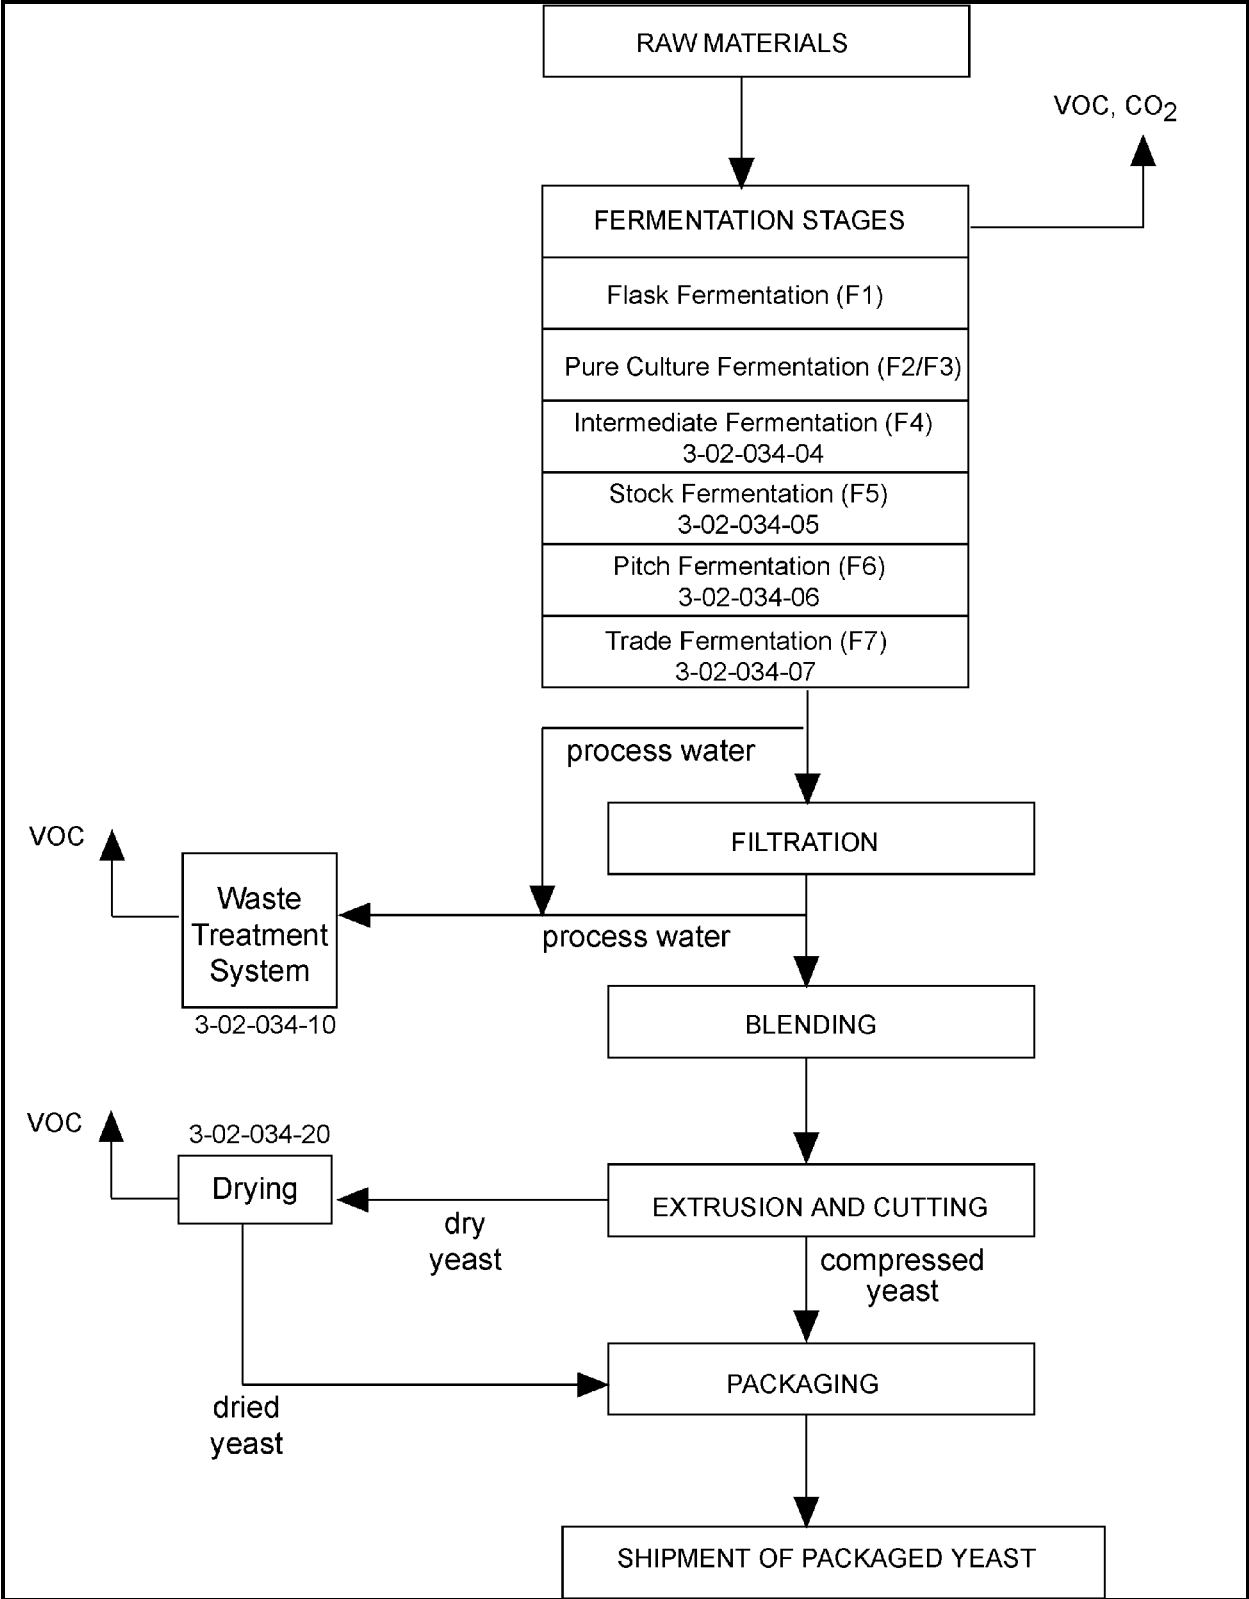 RAW MATERIALS
VOC, CO2
FERMENTATION STAGES
Flask Fermentation (F1)
Pure Culture Fermentation (F2/F3)
Intermediate Fermentation (F4)
3-02-034-04
Stock Fermentation (F5)
3-02-034-05
Pitch Fermentation (F6)
3-02-034-06
Trade Fermentation (F7)
3-02-034-07
process water
FILTRATION
VOC
Waste
Treatment
System
3-02-034-10
process water
BLENDING
VOC
3-02-034-20
Drying
dry
yeast
EXTRUSION AND CUTTING
compressed
yeast
PACKAGING
dried
yeast
SHIPMENT OF PACKAGED YEAST